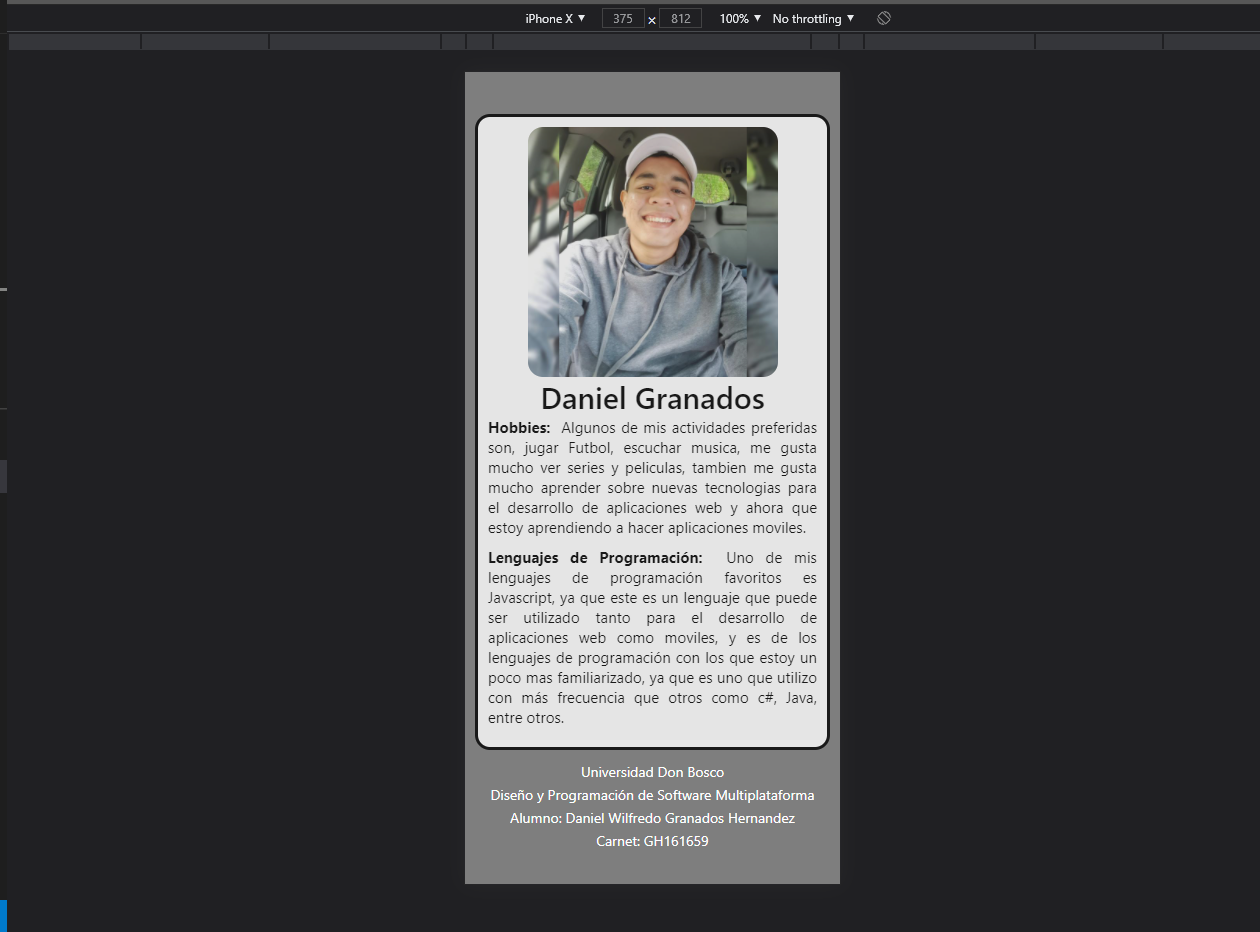 iPhone X ▼ 375 × 812 100% ▼ No throttling ▼
Daniel Granados
Hobbies: Algunos de mis actividades preferidas
son, jugar Futbol, escuchar musica, me gusta
mucho ver series y peliculas, tambien me gusta
mucho aprender sobre nuevas tecnologias para
el desarrollo de aplicaciones web y ahora que
estoy aprendiendo a hacer aplicaciones moviles.
Lenguajes de Programación: Uno de mis
lenguajes de programación favoritos es
Javascript, ya que este es un lenguaje que puede
ser utilizado tanto para el desarrollo de
aplicaciones web como moviles, y es de los
lenguajes de programación con los que estoy un
poco mas familiarizado, ya que es uno que utilizo
con más frecuencia que otros como c#, Java,
entre otros.
Universidad Don Bosco
Diseño y Programación de Software Multiplataforma
Alumno: Daniel Wilfredo Granados Hernandez
Carnet: GH161659